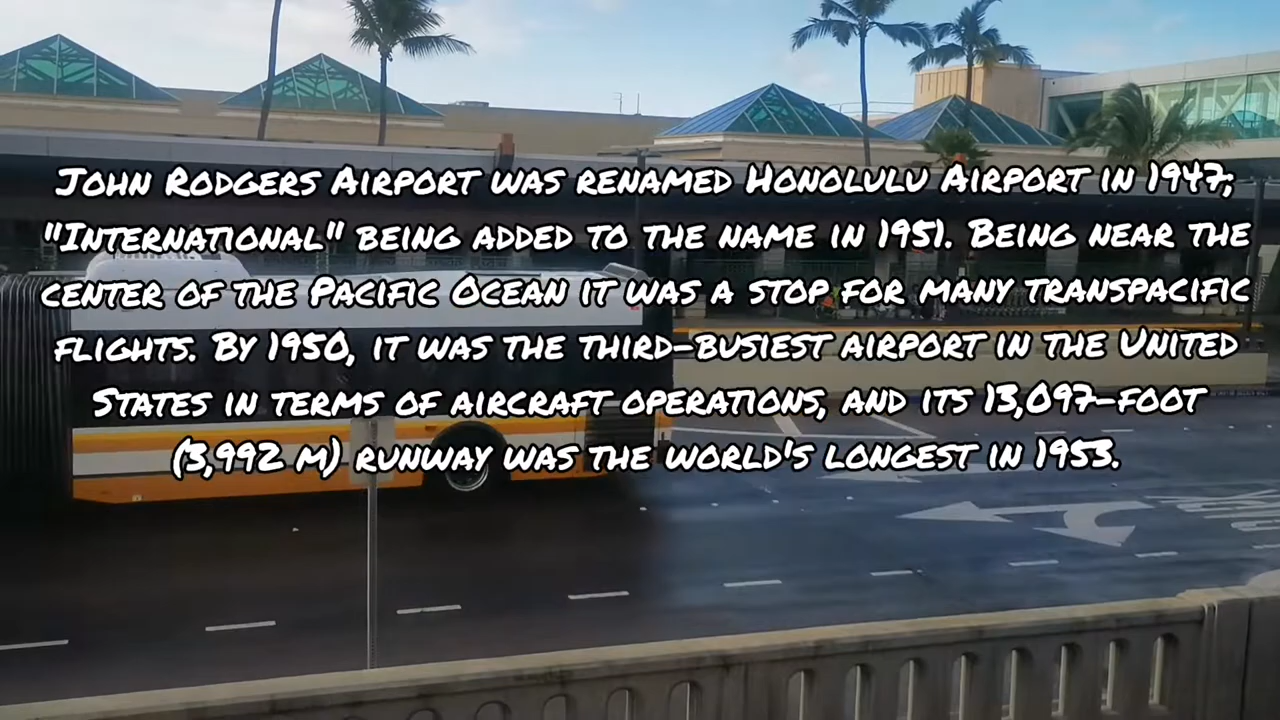 John Rodgers Airport was renamed Honolulu Airport in 1947;
"International" being added to the name in 1951. Being near the
center of the Pacific Ocean it was a stop for many transpacific
flights. By 1950, it was the third-busiest airport in the United
States in terms of aircraft operations, and its 13,097-foot
(3,992 m) runway was the world's longest in 1953.